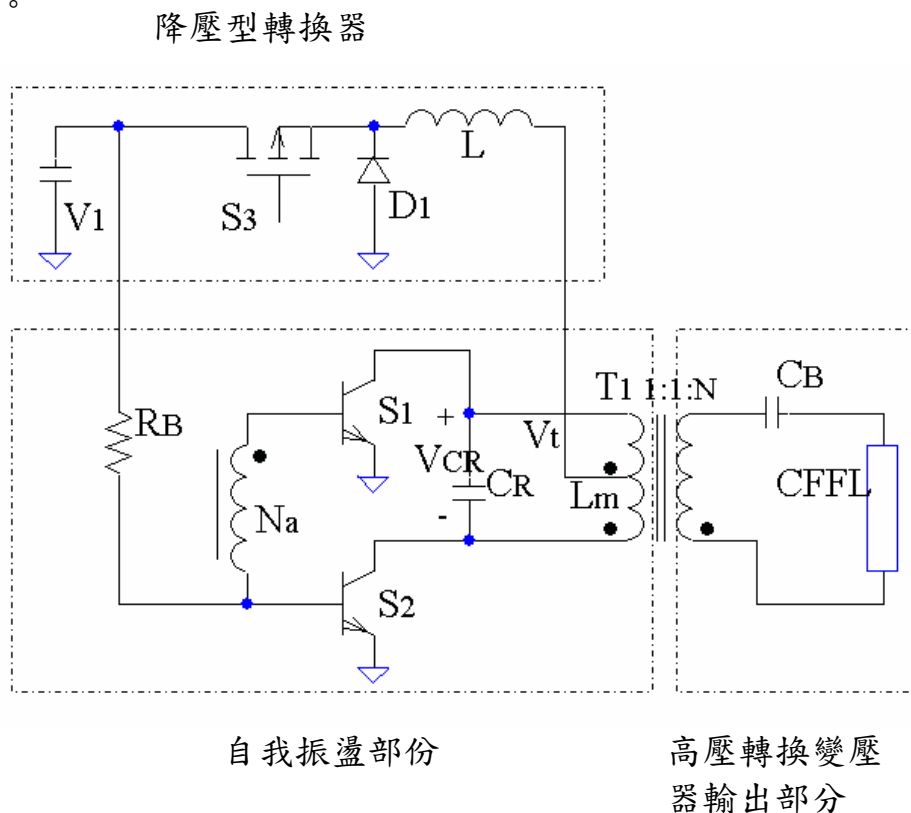 。
降壓型轉換器
L
V1
S3
D1
T1 1:1:N
CB
RB
S1
+
Vt
VCR
CR
Lm
CFFL
Na
-
S2
自我振盪部份
高壓轉換變壓
器輸出部分